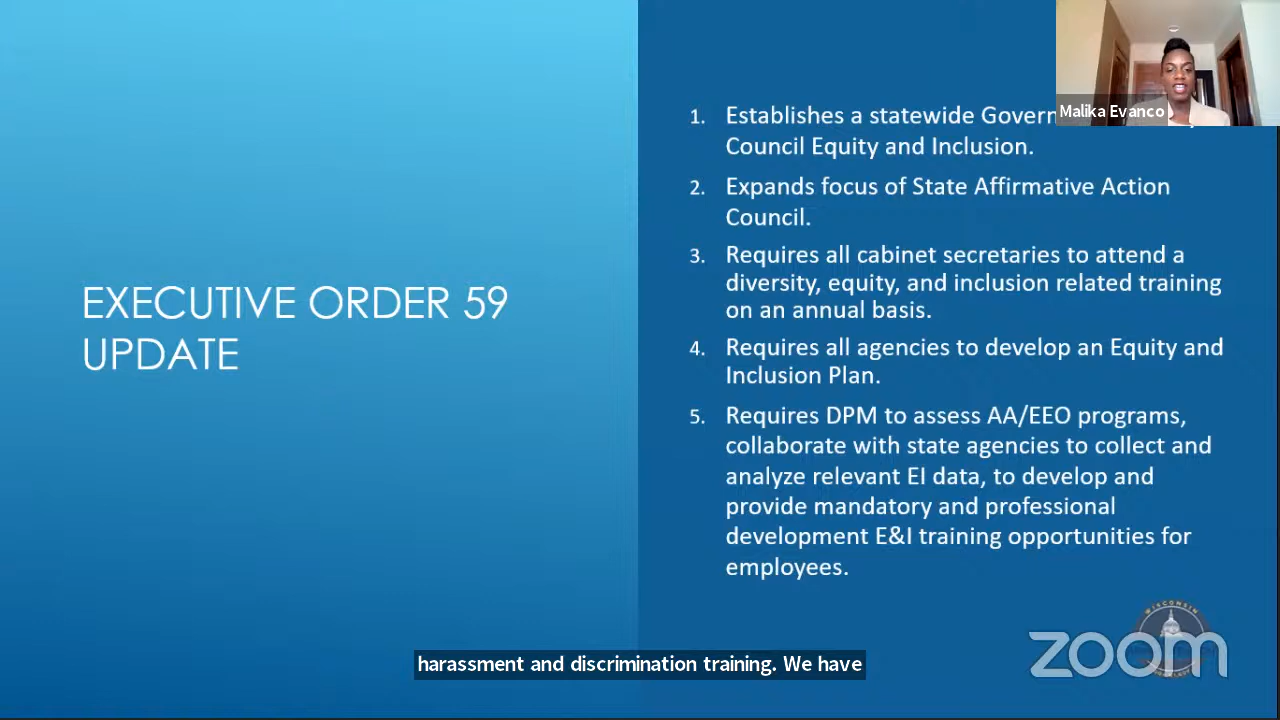 EXECUTIVE ORDER 59
UPDATE
1. Establishes a statewide Govern
Council Equity and Inclusion.
2. Expands focus of State Affirmative Action
Council.
3. Requires all cabinet secretaries to attend a
diversity, equity, and inclusion related training
on an annual basis.
4. Requires all agencies to develop an Equity and
Inclusion Plan.
5. Requires DPM to assess AA/EEO programs,
collaborate with state agencies to collect and
analyze relevant EI data, to develop and
provide mandatory and professional
development E&I training opportunities for
employees.
Malika Evanco
WISCONSIN
zoom
harassment and discrimination training. We have